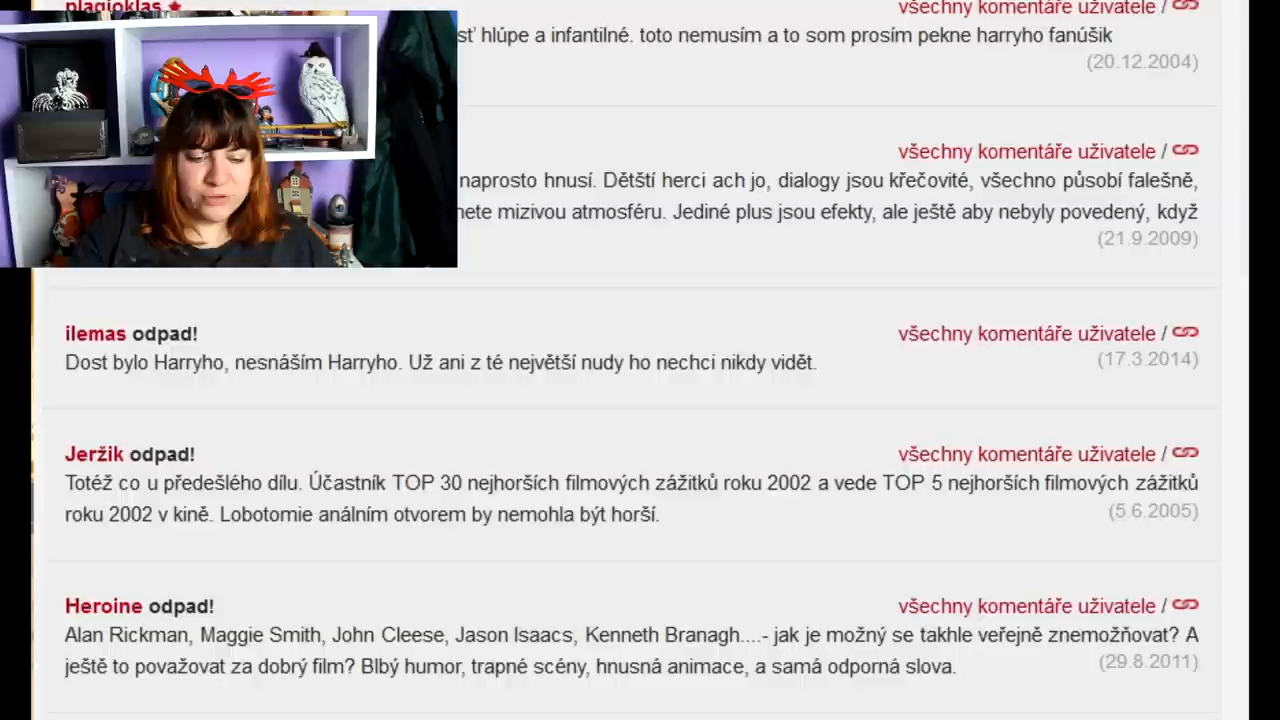 plagioklas ★
všechny komentáře uživatele /
sť hlúpe a infantilné. toto nemusím a to som prosím pekne harryho fanúšik
(20.12.2004)
všechny komentáře uživatele /
naprosto hnusí. Dětští herci ach jo, dialogy jsou křečovité, všechno působí falešně,
nete mizivou atmosféru. Jediné plus jsou efekty, ale ještě aby nebyly povedený, když
(21.9.2009)
ilemas odpad!
všechny komentáře uživatele /
Dost bylo Harryho, nesnáším Harryho. Už ani z té největší nudy ho nechci nikdy vidět.
(17.3.2014)
Jeržik odpad!
všechny komentáře uživatele /
Totéž co u předešlého dílu. Účastník TOP 30 nejhorších filmových zážitků roku 2002 a vede TOP 5 nejhorších filmových zážitků
roku 2002 v kině. Lobotomie análním otvorem by nemohla být horší.
(5.6.2005)
Heroine odpad!
všechny komentáře uživatele /
Alan Rickman, Maggie Smith, John Cleese, Jason Isaacs, Kenneth Branagh....- jak je možný se takhle veřejně znemožňovat? A
ještě to považovat za dobrý film? Blbý humor, trapné scény, hnusná animace, a samá odporná slova.
(29.8.2011)